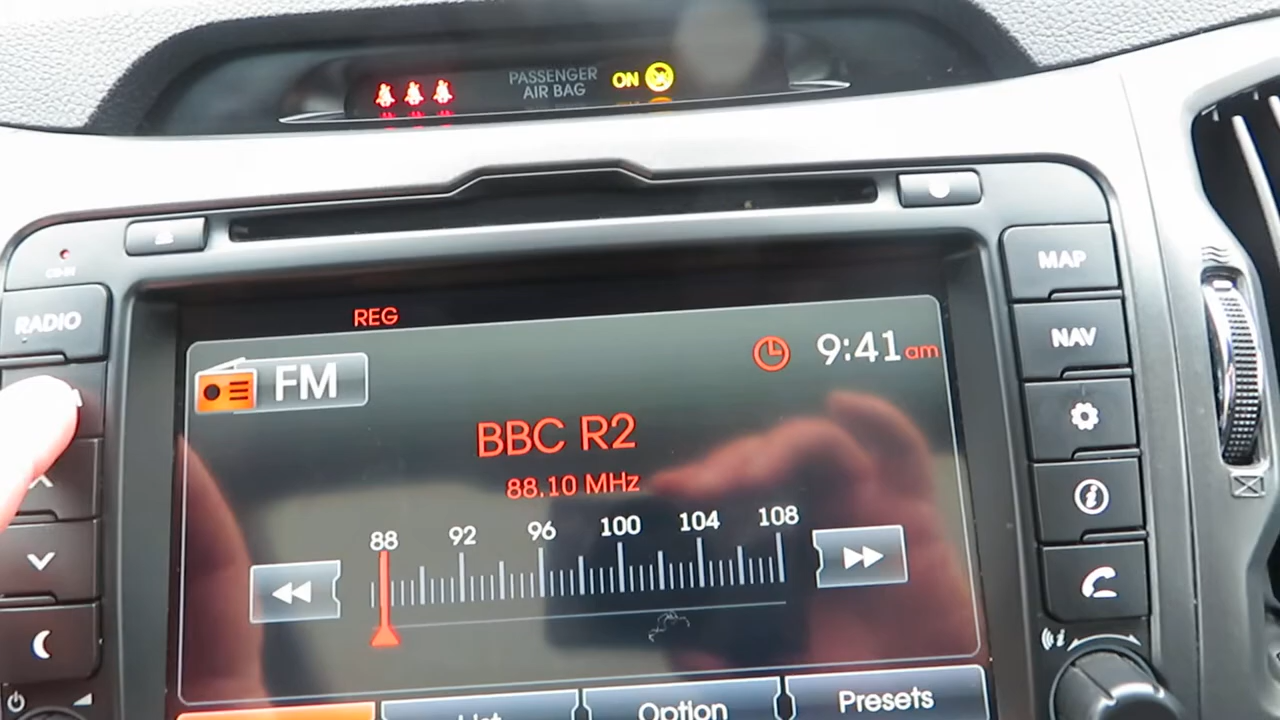 PASSENGER
AIR BAG
ON
RADIO
REG
MAP
NAV
FM
9:41 am
BBC R2
88.10 MHz
88 92 96 100 104 108
List
Option
Presets